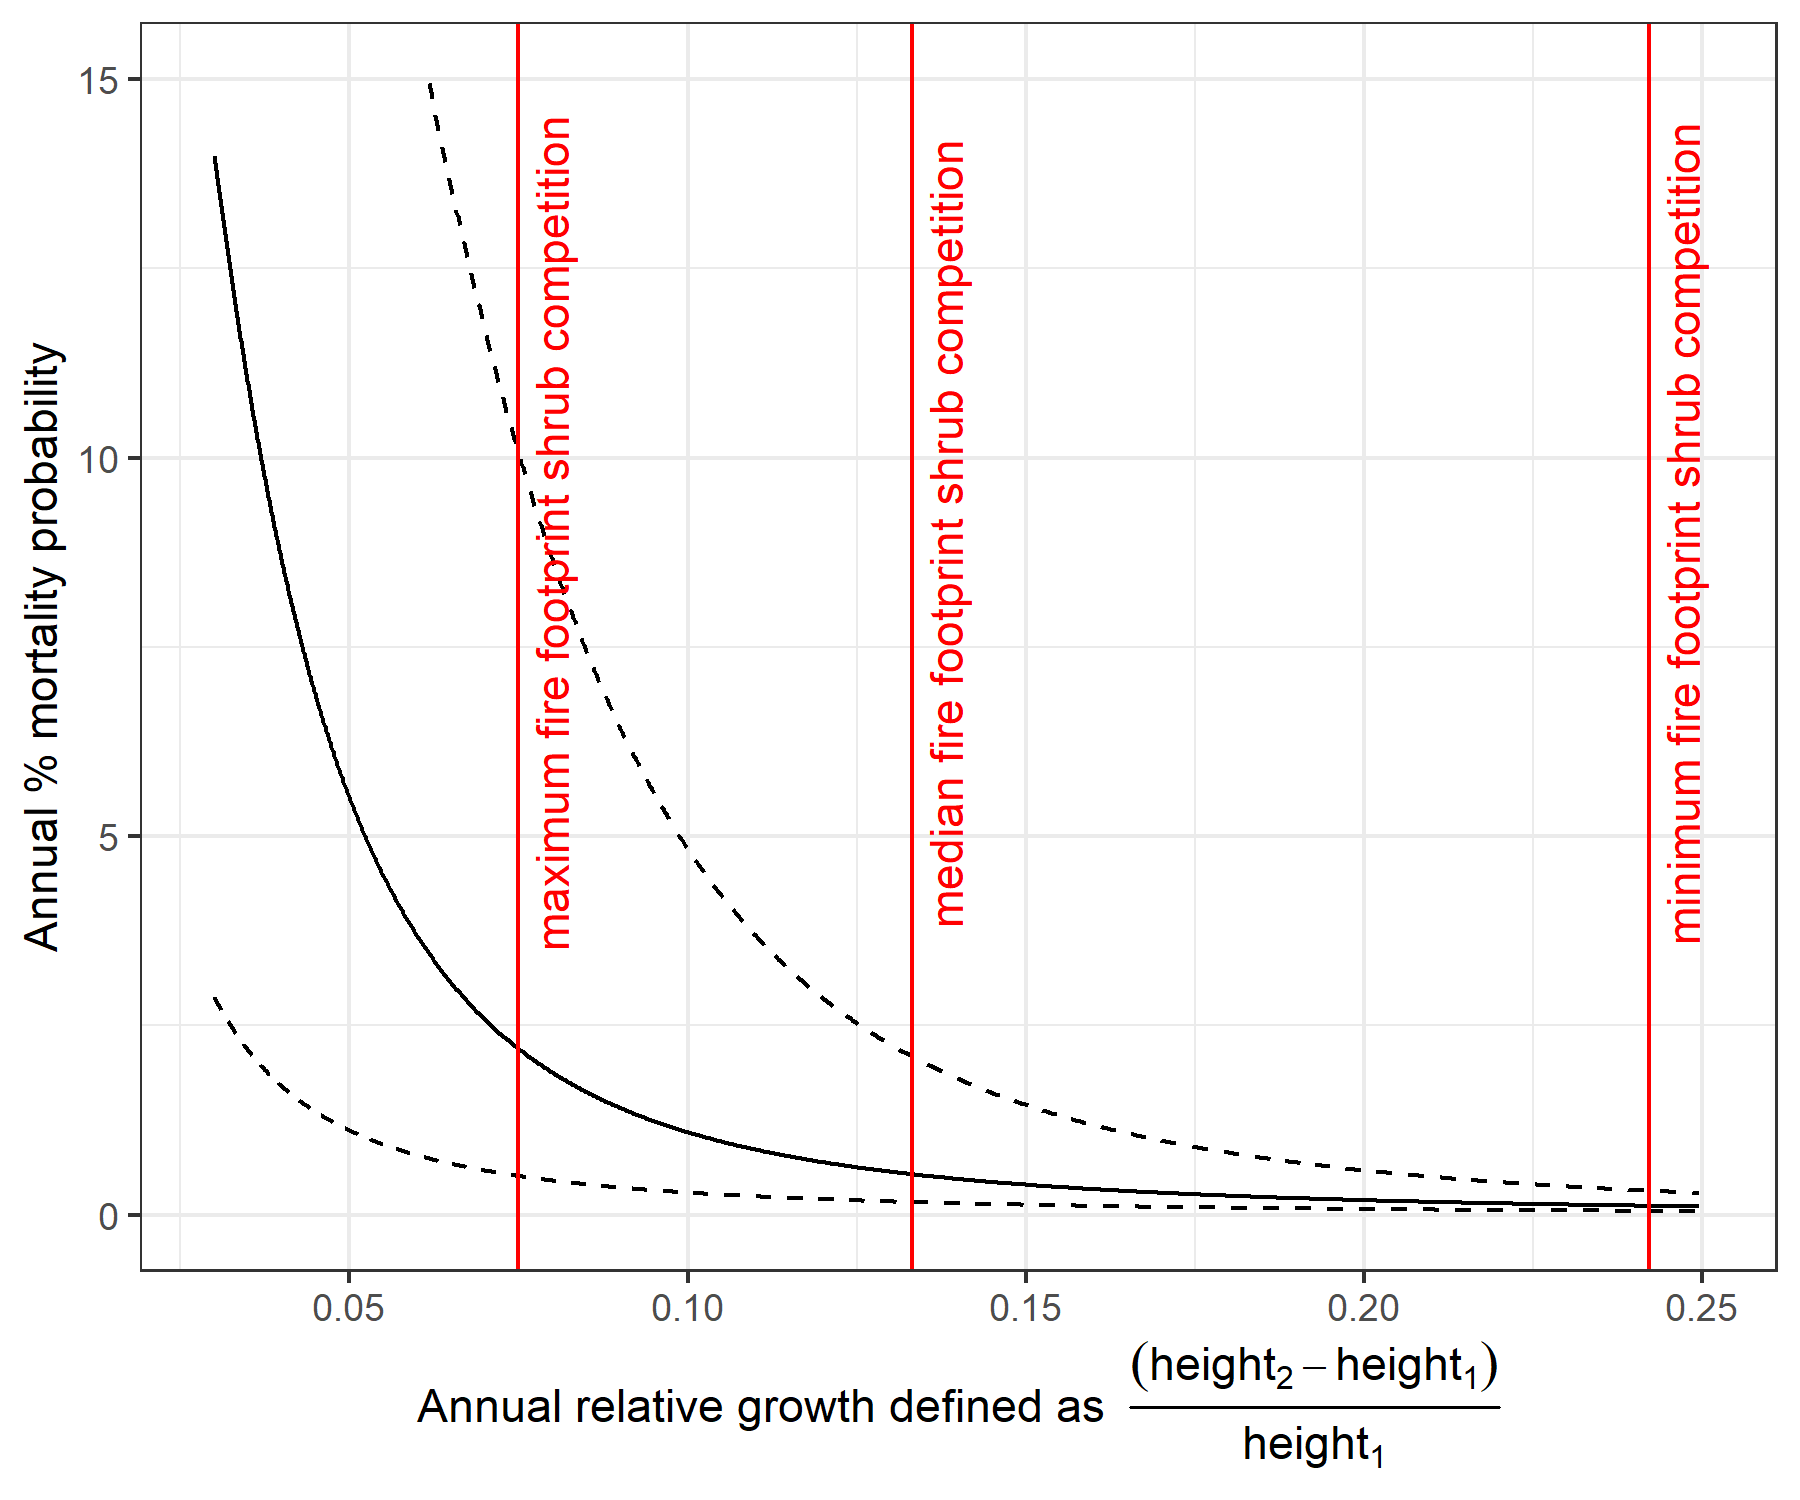 15
10
5
0
Annual % mortality probability
maximum fire footprint shrub competition
median fire footprint shrub competition
minimum fire footprint shrub competition
0.05 0.10 0.15 0.20 0.25
Annual relative growth defined as (height₂ − height₁)
height₁